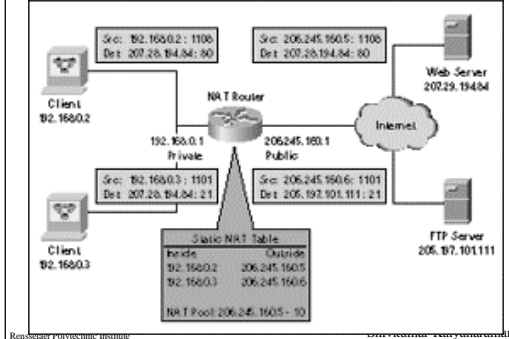 Src: 192.168.0.2 : 1108
Dst: 207.28.194.84: 80
Src: 206.245.160.5: 1108
Dst: 207.28.194.84: 80
Client
192.168.0.2
NAT Router
Web Server
207.29.194.84
192.168.0.1
Private
206.245.160.1
Public
Internet
Src: 192.168.0.3 : 1101
Dst: 207.28.194.84: 21
Src: 206.245.160.6: 1101
Dst: 205.197.101.111: 21
Client
192.168.0.3
FTP Server
205.197.101.111
Static NAT Table
Inside Outside
192.168.0.2 206.245.160.5
192.168.0.3 206.245.160.6
NAT Pool: 206.245.160.5 - 10
Rensselaer Polytechnic Institute